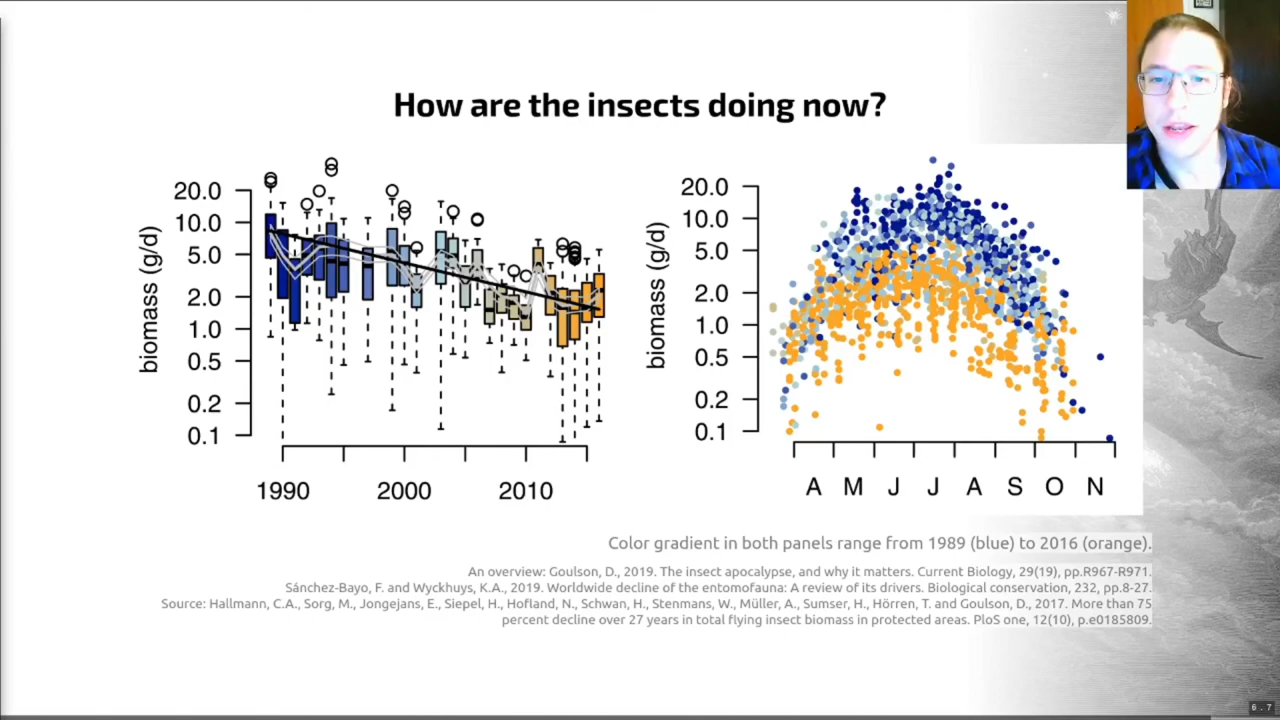 How are the insects doing now?
20.0
10.0
5.0
2.0
1.0
0.5
0.2
0.1
biomass (g/d)
1990 2000 2010
20.0
10.0
5.0
2.0
1.0
0.5
0.2
0.1
biomass (g/d)
A M J J A S O N
Color gradient in both panels range from 1989 (blue) to 2016 (orange).
An overview: Goulson, D., 2019. The insect apocalypse, and why it matters. Current Biology, 29(19), pp.R967-R971.
Sánchez-Bayo, F. and Wyckhuys, K.A., 2019. Worldwide decline of the entomofauna: A review of its drivers. Biological conservation, 232, pp.8-27.
Source: Hallmann, C.A., Sorg, M., Jongejans, E., Siepel, H., Hofland, N., Schwan, H., Stenmans, W., Müller, A., Sumser, H., Hörren, T. and Goulson, D., 2017. More than 75
percent decline over 27 years in total flying insect biomass in protected areas. PloS one, 12(10), p.e0185809.
6.7